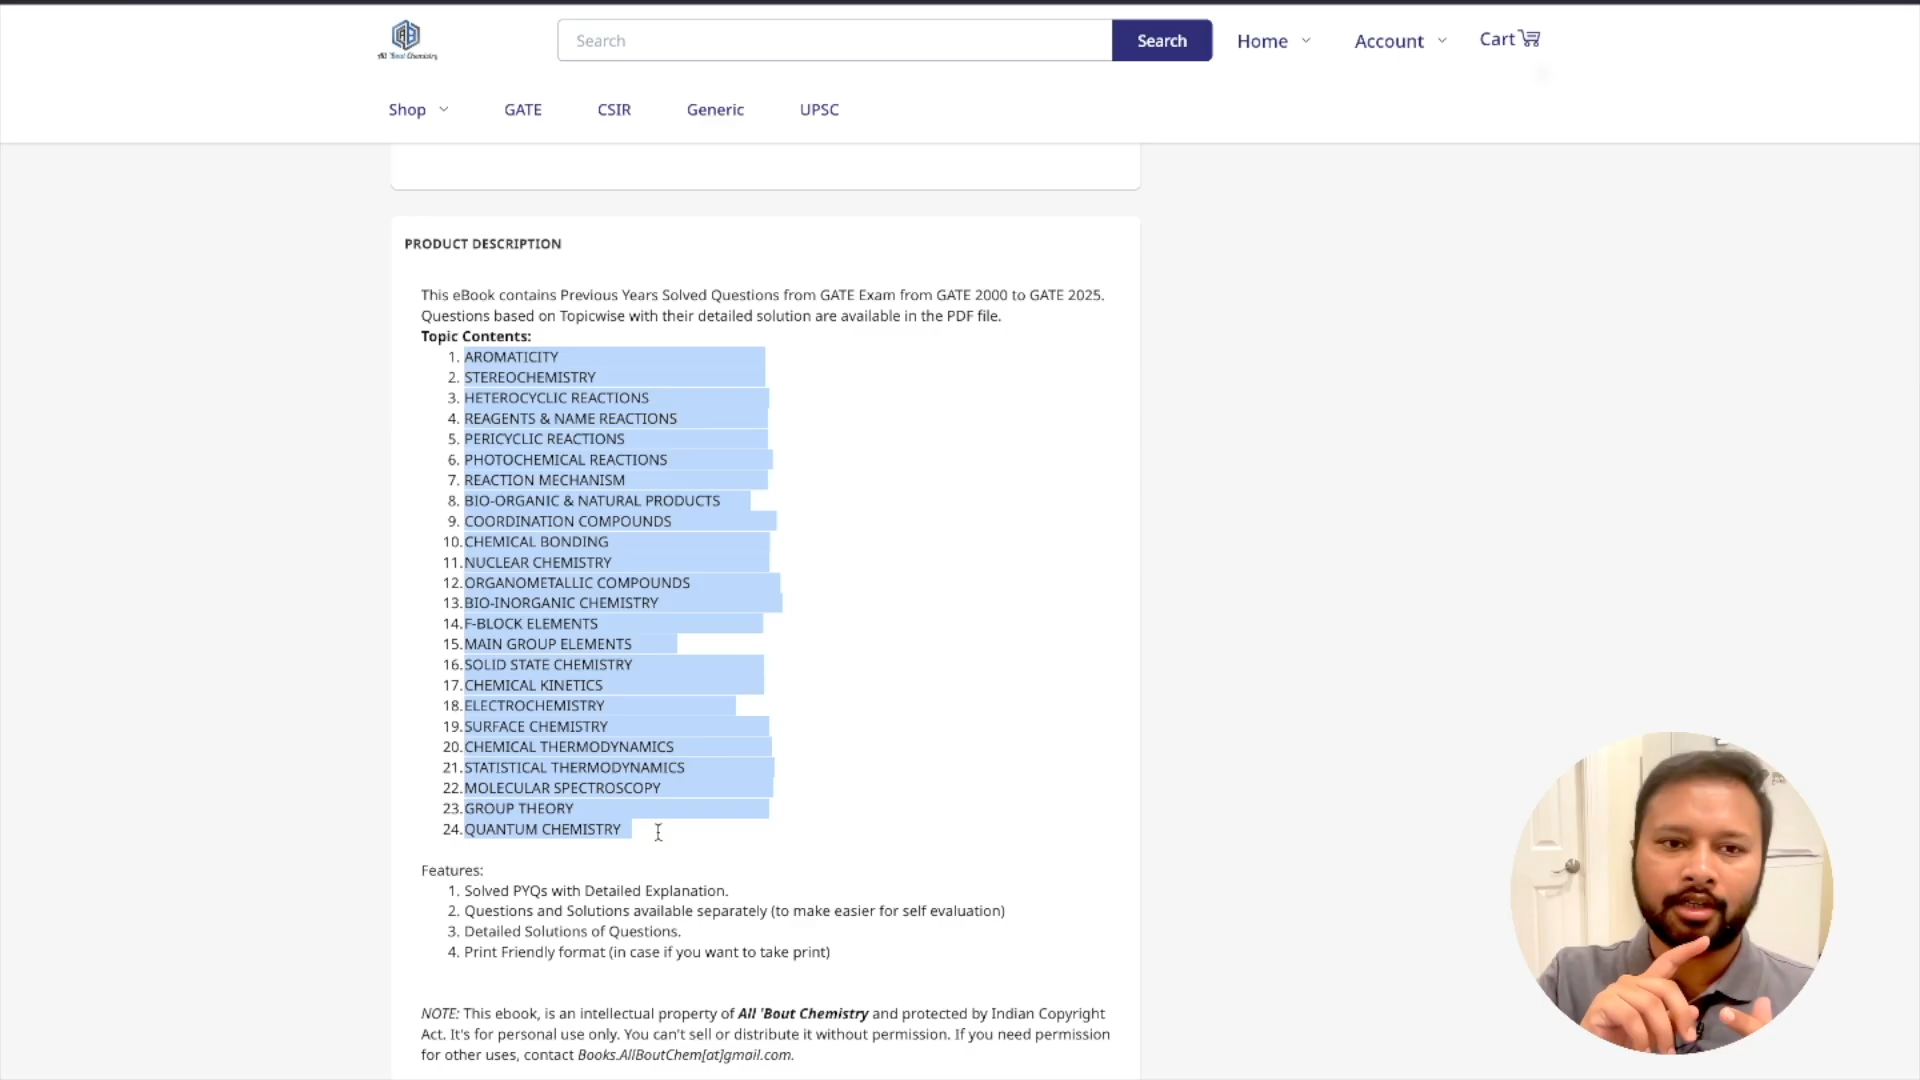 All 'Bout Chemistry
Search
Search
Home
Account
Cart
Shop
GATE
CSIR
Generic
UPSC
PRODUCT DESCRIPTION
This eBook contains Previous Years Solved Questions from GATE Exam from GATE 2000 to GATE 2025.
Questions based on Topicwise with their detailed solution are available in the PDF file.
Topic Contents:
1. AROMATICITY
2. STEREOCHEMISTRY
3. HETEROCYCLIC REACTIONS
4. REAGENTS & NAME REACTIONS
5. PERICYCLIC REACTIONS
6. PHOTOCHEMICAL REACTIONS
7. REACTION MECHANISM
8. BIO-ORGANIC & NATURAL PRODUCTS
9. COORDINATION COMPOUNDS
10. CHEMICAL BONDING
11. NUCLEAR CHEMISTRY
12. ORGANOMETALLIC COMPOUNDS
13. BIO-INORGANIC CHEMISTRY
14. F-BLOCK ELEMENTS
15. MAIN GROUP ELEMENTS
16. SOLID STATE CHEMISTRY
17. CHEMICAL KINETICS
18. ELECTROCHEMISTRY
19. SURFACE CHEMISTRY
20. CHEMICAL THERMODYNAMICS
21. STATISTICAL THERMODYNAMICS
22. MOLECULAR SPECTROSCOPY
23. GROUP THEORY
24. QUANTUM CHEMISTRY
Features:
1. Solved PYQs with Detailed Explanation.
2. Questions and Solutions available separately (to make easier for self evaluation)
3. Detailed Solutions of Questions.
4. Print Friendly format (in case if you want to take print)
NOTE: This ebook, is an intellectual property of All 'Bout Chemistry and protected by Indian Copyright
Act. It's for personal use only. You can't sell or distribute it without permission. If you need permission
for other uses, contact Books.AllBoutChem[at]gmail.com.